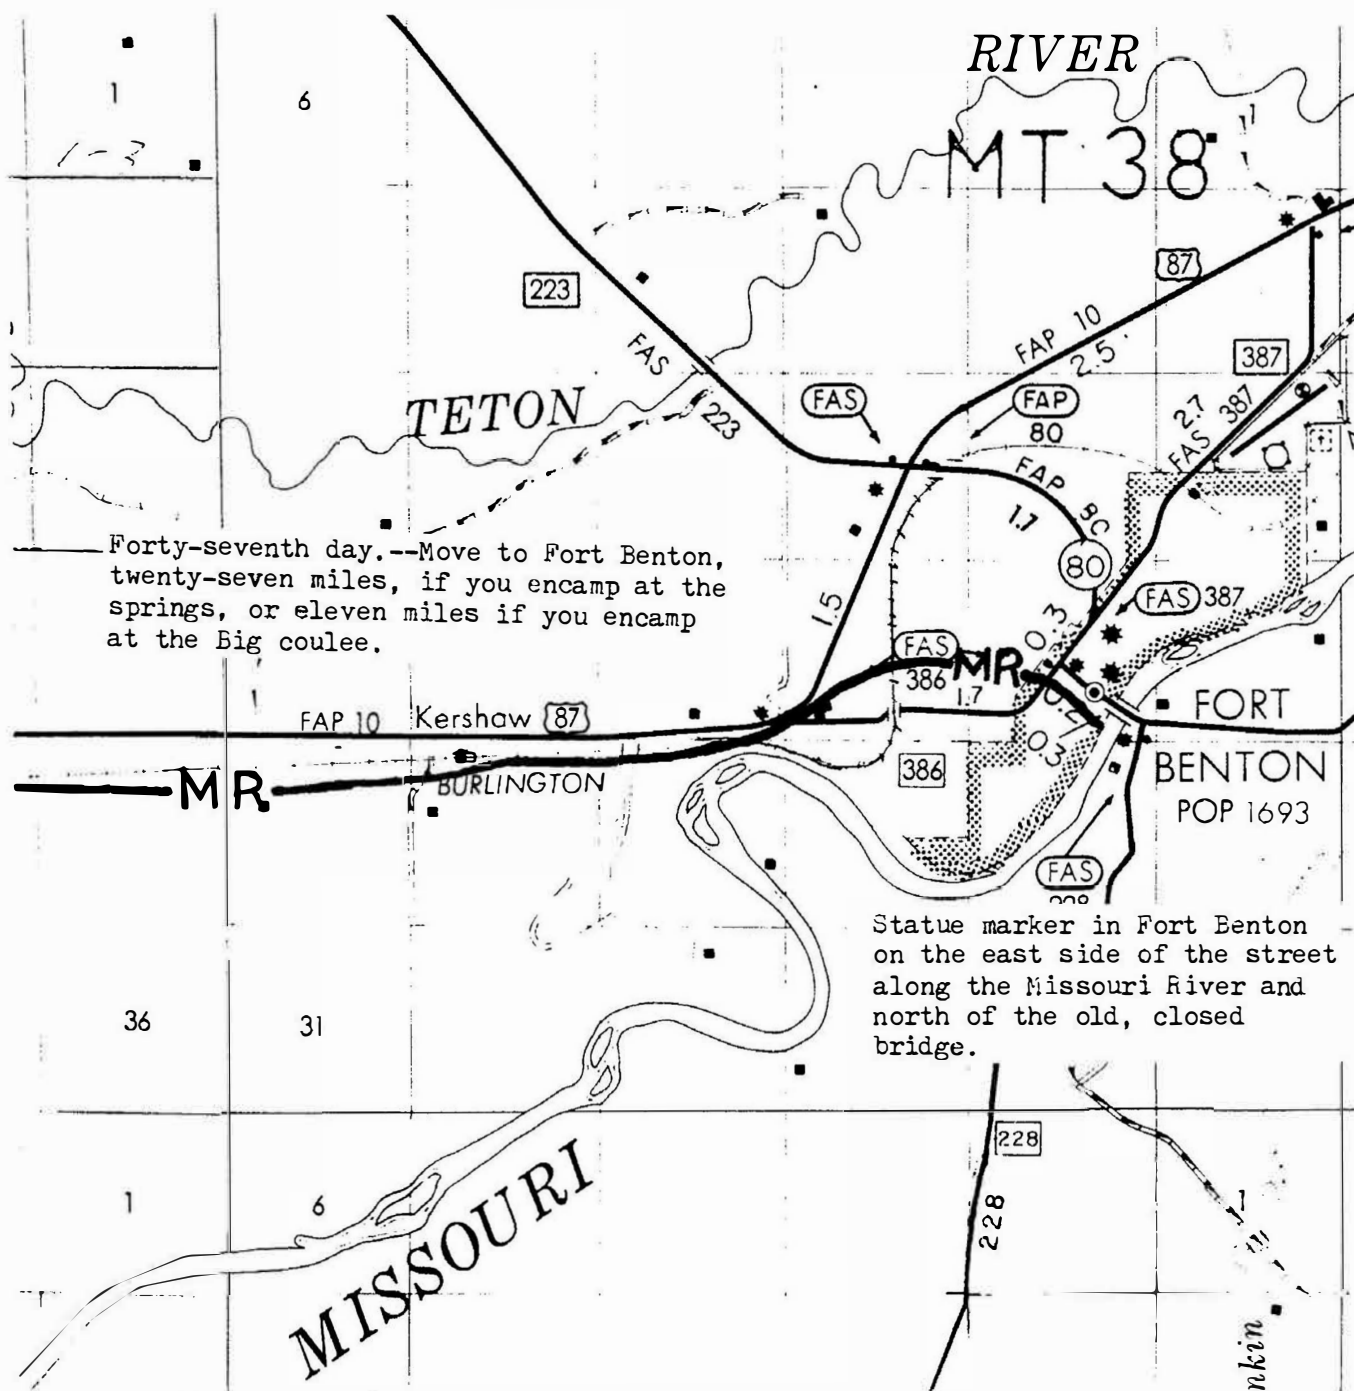 RIVER
1
6
MT 38
1-3
87
223
FAP 10
2.5
FAS
387
TETON
223
FAS
FAP
80
2.7
FAS 387
FAP
1.7
80
Forty-seventh day.--Move to Fort Benton,
twenty-seven miles, if you encamp at the
springs, or eleven miles if you encamp
at the Big coulee.
1.5
0.3
FAS 387
FAS
386
MR
1.7
FORT
FAP 10
Kershaw
87
0.3
386
BENTON
MR
BURLINGTON
POP 1693
FAS
228
Statue marker in Fort Benton
on the east side of the street
along the Missouri River and
north of the old, closed
bridge.
36
31
228
1
6
MISSOURI
228
nkin